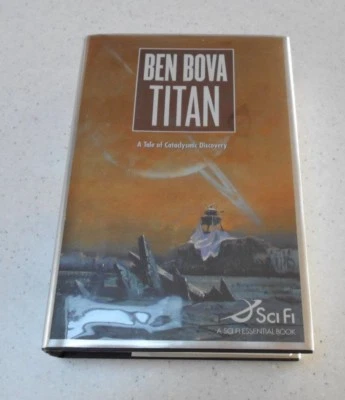 BEN BOVA
TITAN
A Tale of Cataclysmic Discovery
SCI FI
A SCI FI ESSENTIAL BOOK